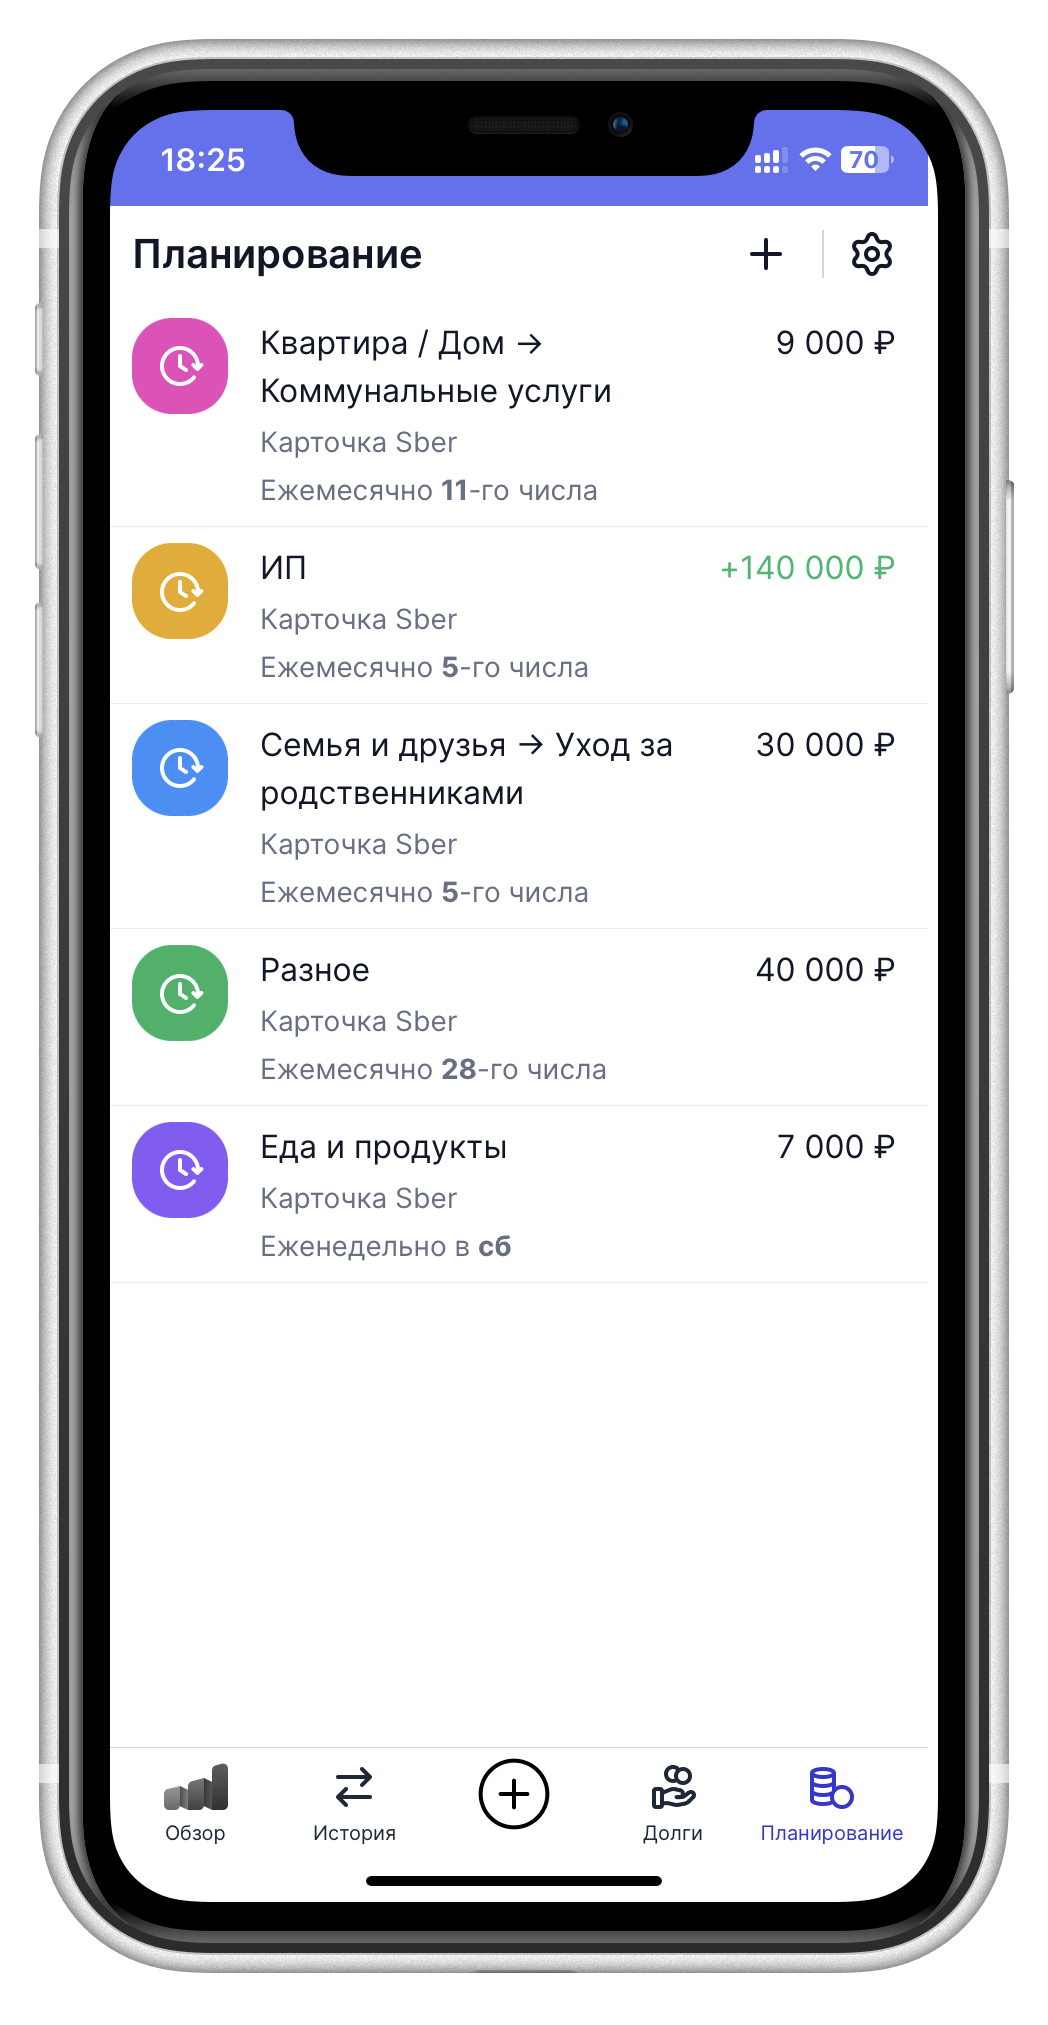 18:25
70
Планирование
Квартира / Дом →
Коммунальные услуги
9 000 ₽
Карточка Sber
Ежемесячно 11-го числа
ИП
+140 000 ₽
Карточка Sber
Ежемесячно 5-го числа
Семья и друзья → Уход за
родственниками
30 000 ₽
Карточка Sber
Ежемесячно 5-го числа
Разное
40 000 ₽
Карточка Sber
Ежемесячно 28-го числа
Еда и продукты
7 000 ₽
Карточка Sber
Еженедельно в сб
Обзор
История
Долги
Планирование